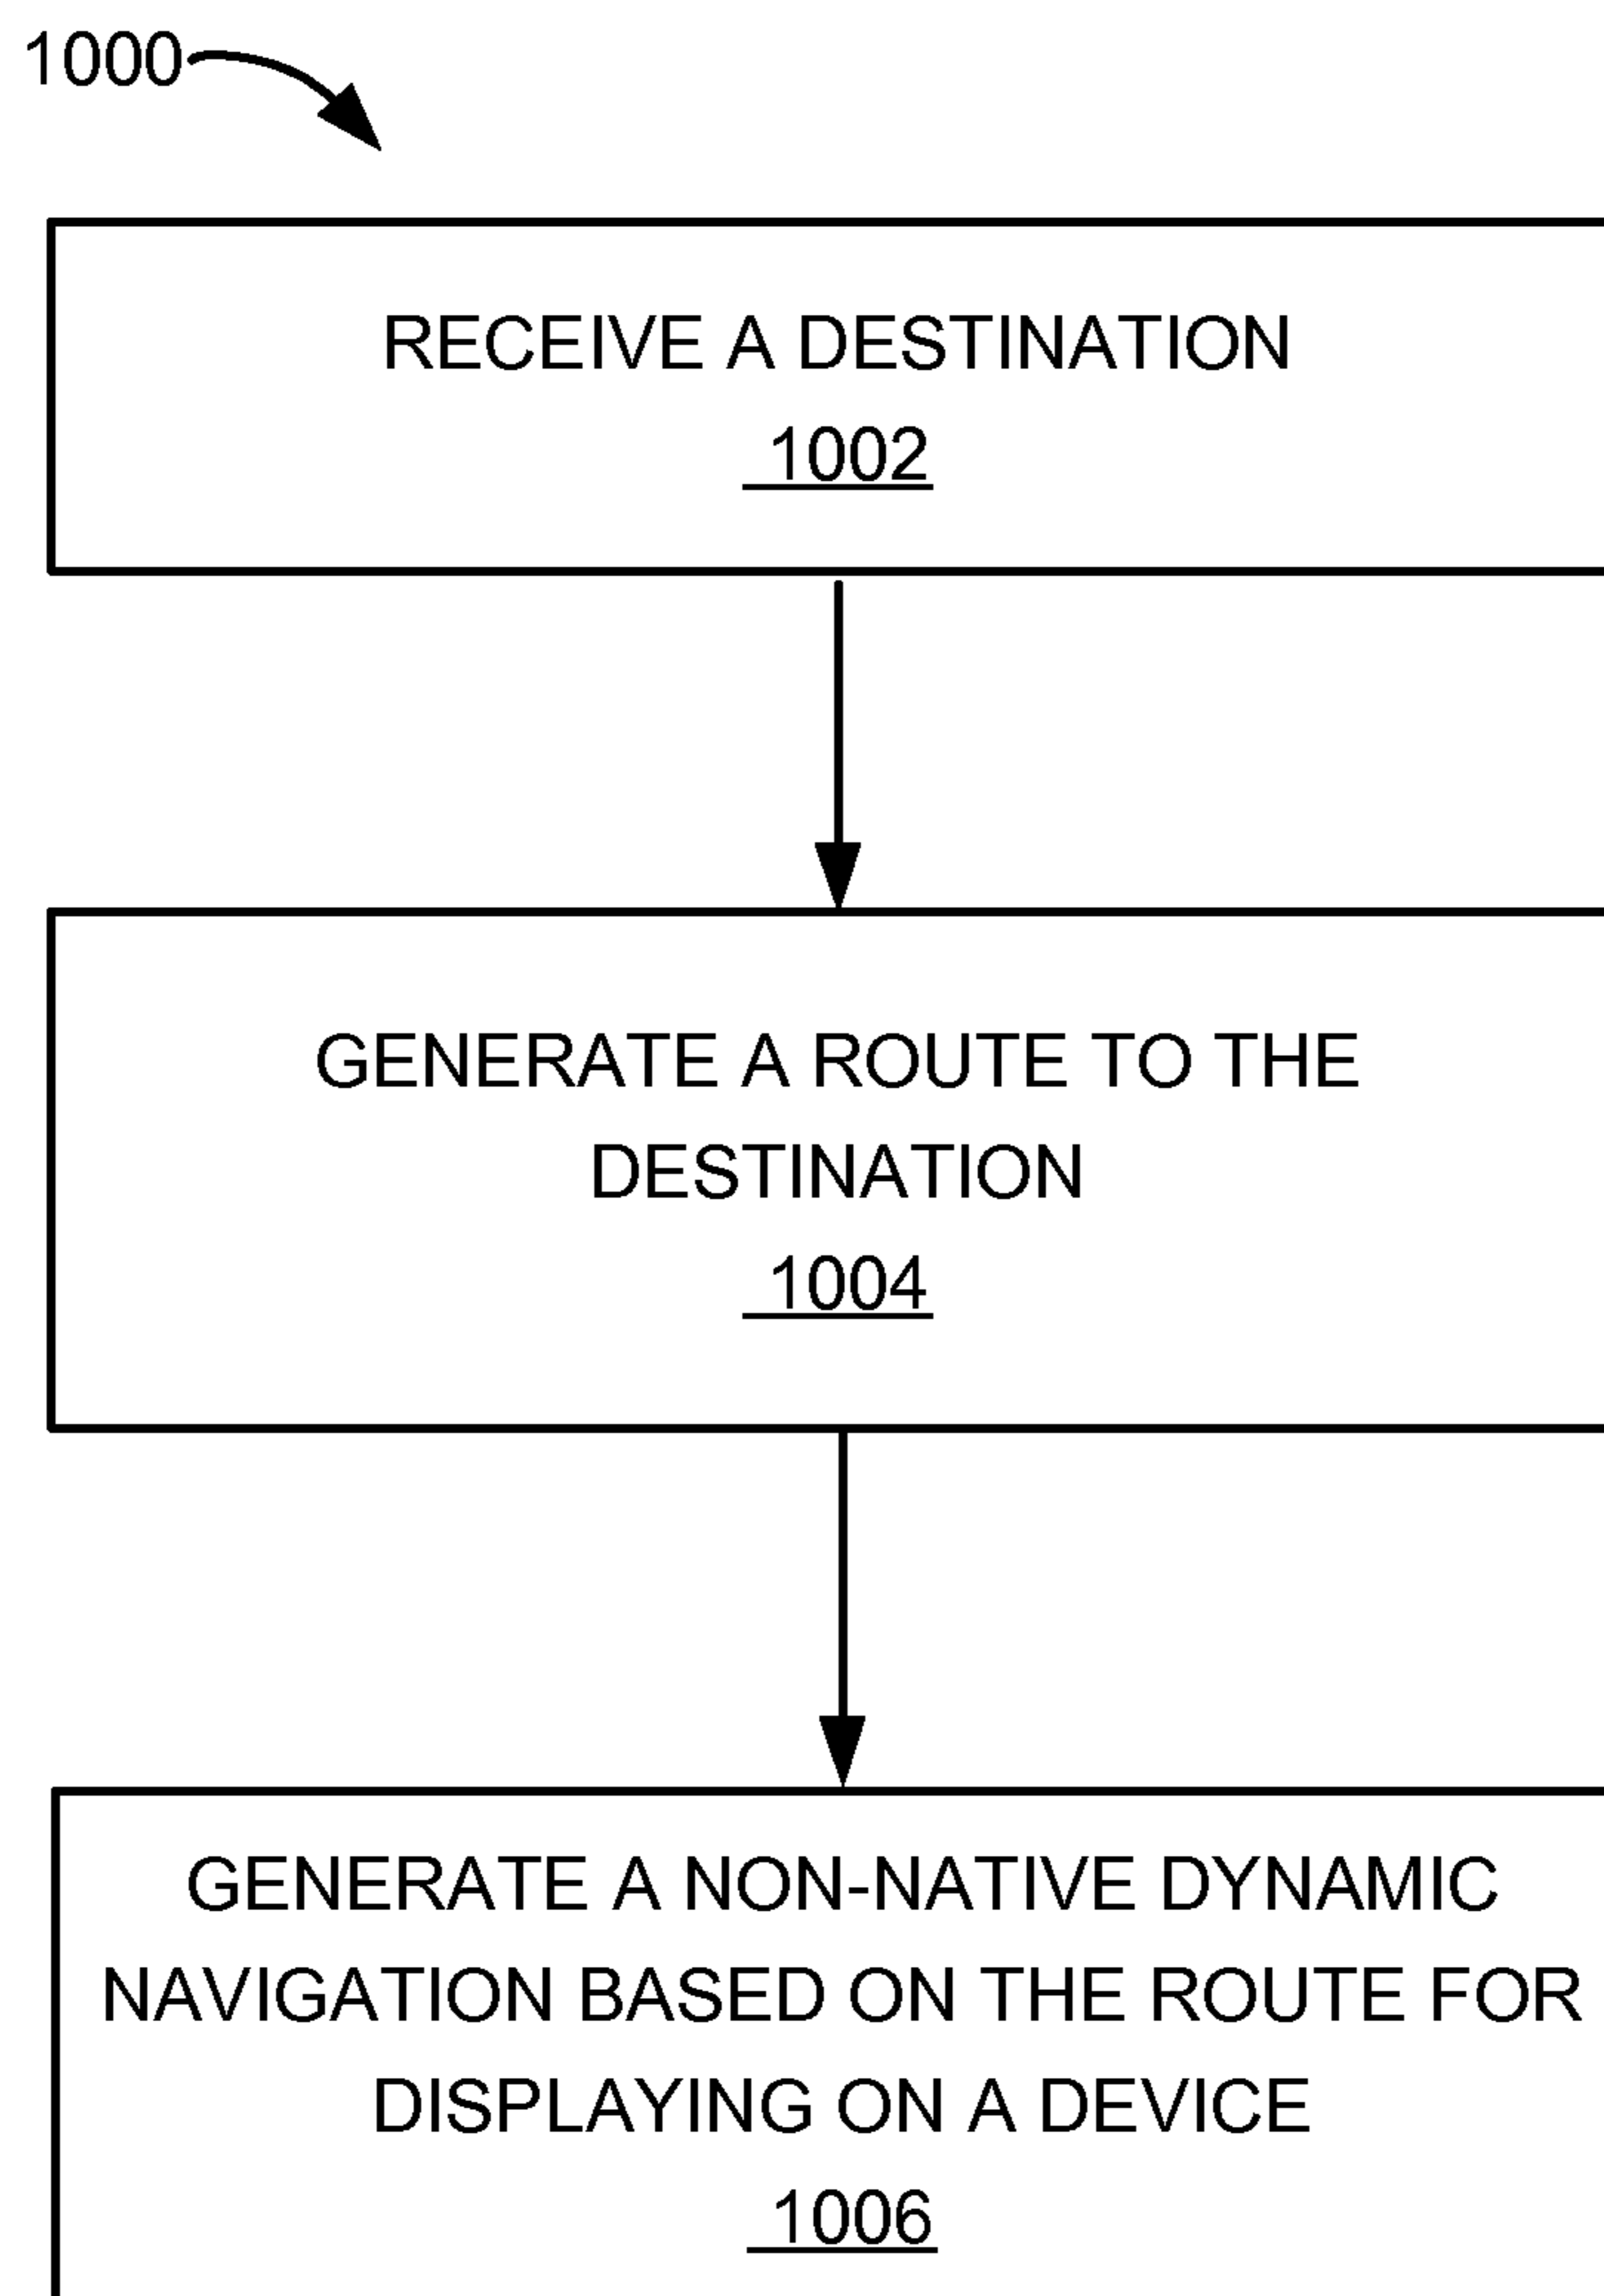 1000
RECEIVE A DESTINATION
1002
GENERATE A ROUTE TO THE
DESTINATION
1004
GENERATE A NON-NATIVE DYNAMIC
NAVIGATION BASED ON THE ROUTE FOR
DISPLAYING ON A DEVICE
1006